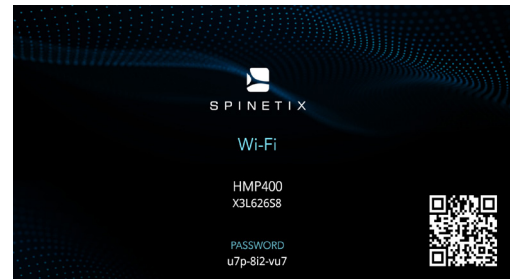 SPINETIX
Wi-Fi
HMP400
X3L626S8
PASSWORD
u7p-8i2-vu7